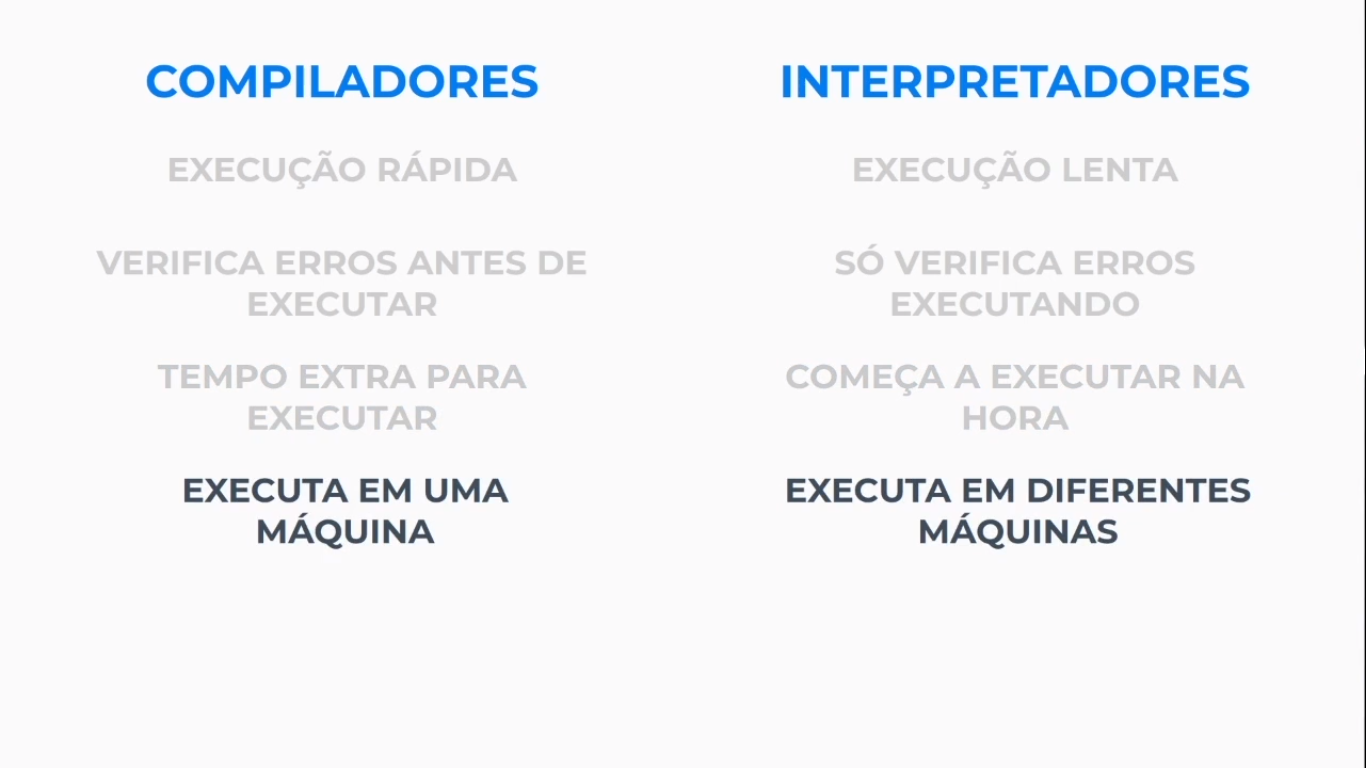 COMPILADORES
EXECUÇÃO RÁPIDA
VERIFICA ERROS ANTES DE
EXECUTAR
TEMPO EXTRA PARA
EXECUTAR
EXECUTA EM UMA
MÁQUINA
INTERPRETADORES
EXECUÇÃO LENTA
SÓ VERIFICA ERROS
EXECUTANDO
COMEÇA A EXECUTAR NA
HORA
EXECUTA EM DIFERENTES
MÁQUINAS